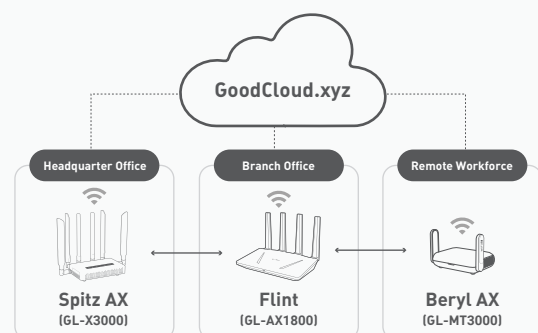 GoodCloud.xyz
Headquarter Office
Branch Office
Remote Workforce
Spitz AX
(GL-X3000)
Flint
(GL-AX1800)
Beryl AX
(GL-MT3000)